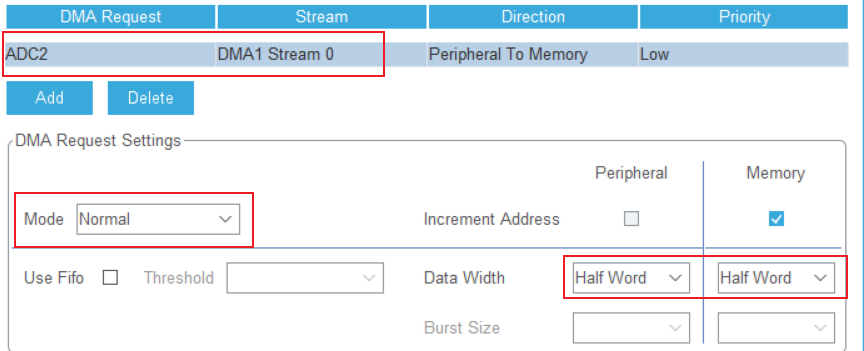 DMA Request Stream Direction Priority
ADC2 DMA1 Stream 0 Peripheral To Memory Low
Add Delete
DMA Request Settings
Peripheral Memory
Mode Normal Increment Address
Use Fifo Threshold Data Width Half Word Half Word
Burst Size